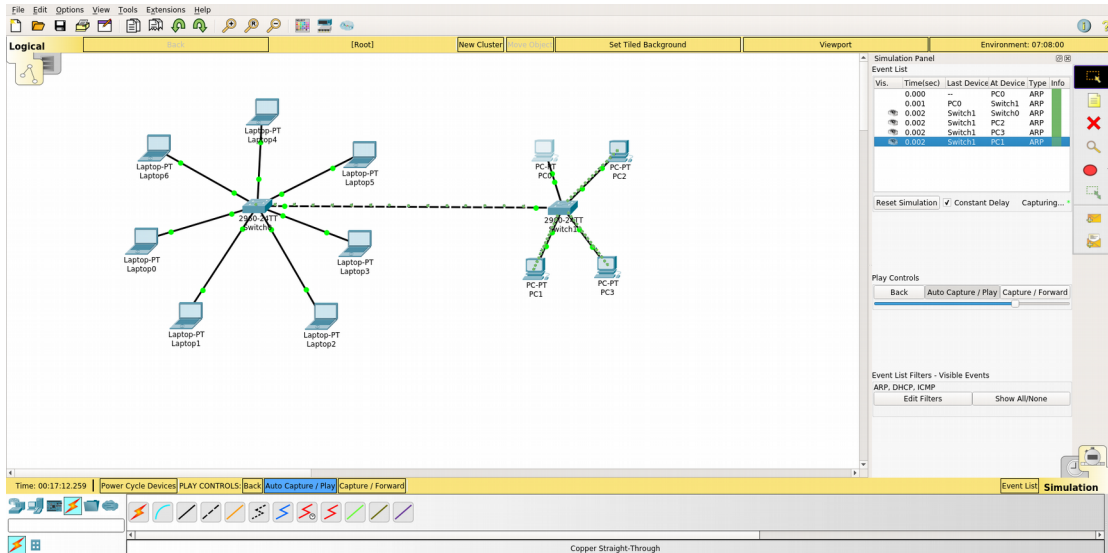 File Edit Options View Tools Extensions Help
Logical Back [Root] New Cluster Move Object Set Tiled Background Viewport Environment: 07:08:00
Simulation Panel
Event List
Vis. Time(sec) Last Device At Device Type Info
0.000 -- PC0 ARP
0.001 PC0 Switch1 ARP
0.002 Switch1 Switch0 ARP
0.002 Switch1 PC2 ARP
0.002 Switch1 PC3 ARP
0.002 Switch1 PC1 ARP
Reset Simulation Constant Delay Capturing...
Play Controls
Back Auto Capture / Play Capture / Forward
Event List Filters - Visible Events
ARP, DHCP, ICMP
Edit Filters Show All/None
Laptop-PT
Laptop4
Laptop-PT
Laptop6
Laptop-PT
Laptop5
PC-PT
PC0
PC-PT
PC2
2950-24TT
Laptop-PT
Laptop0
Laptop-PT
Laptop3
PC-PT
PC1
PC-PT
PC3
Laptop-PT
Laptop1
Laptop-PT
Laptop2
Time: 00:17:12.259 Power Cycle Devices PLAY CONTROLS: Back Auto Capture / Play Capture / Forward Event List Simulation
Copper Straight-Through